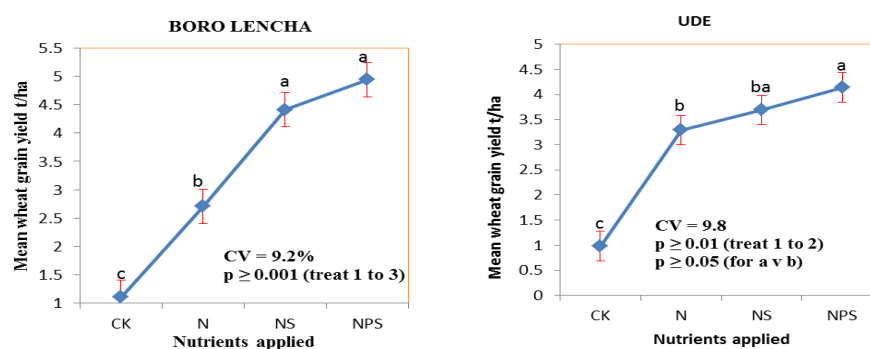 BORO LENCHA
Mean wheat grain yield t/ha
5.5
5
4.5
4
3.5
3
2.5
2
1.5
1
c
b
a
a
CV = 9.2%
p ≥ 0.001 (treat 1 to 3)
CK N NS NPS
Nutrients applied
UDE
Mean wheat grain yield t/ha
5
4.5
4
3.5
3
2.5
2
1.5
1
0.5
0
c
b
ba
a
CV = 9.8
p ≥ 0.01 (treat 1 to 2)
p ≥ 0.05 (for a v b)
CK N NS NPS
Nutrients applied